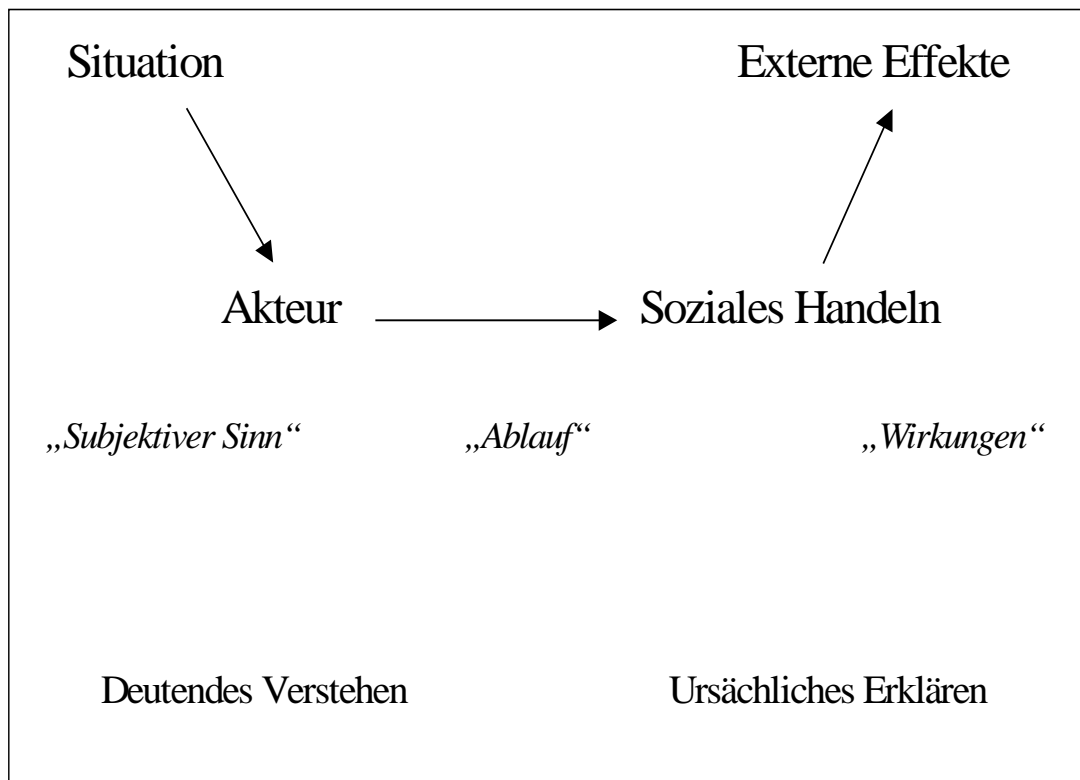 Situation Externe Effekte
Akteur Soziales Handeln
„Subjektiver Sinn“ „Ablauf“ „Wirkungen“
Deutendes Verstehen Ursächliches Erklären